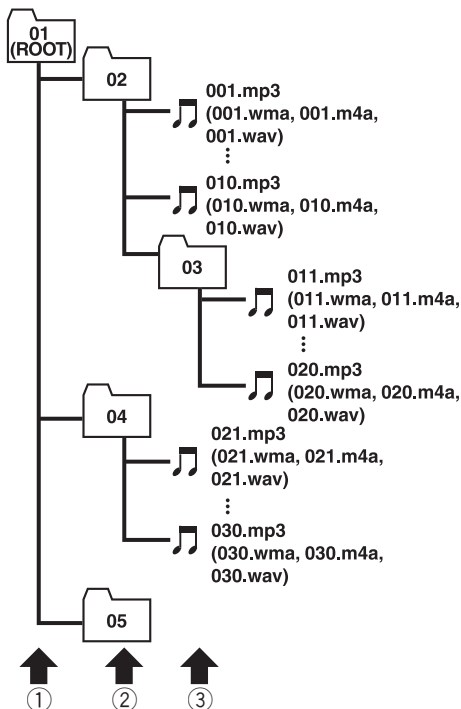 01
(ROOT)
02
001.mp3
(001.wma, 001.m4a,
001.wav)
010.mp3
(010.wma, 010.m4a,
010.wav)
03
011.mp3
(011.wma, 011.m4a,
011.wav)
020.mp3
(020.wma, 020.m4a,
020.wav)
04
021.mp3
(021.wma, 021.m4a,
021.wav)
030.mp3
(030.wma, 030.m4a,
030.wav)
05
① ② ③